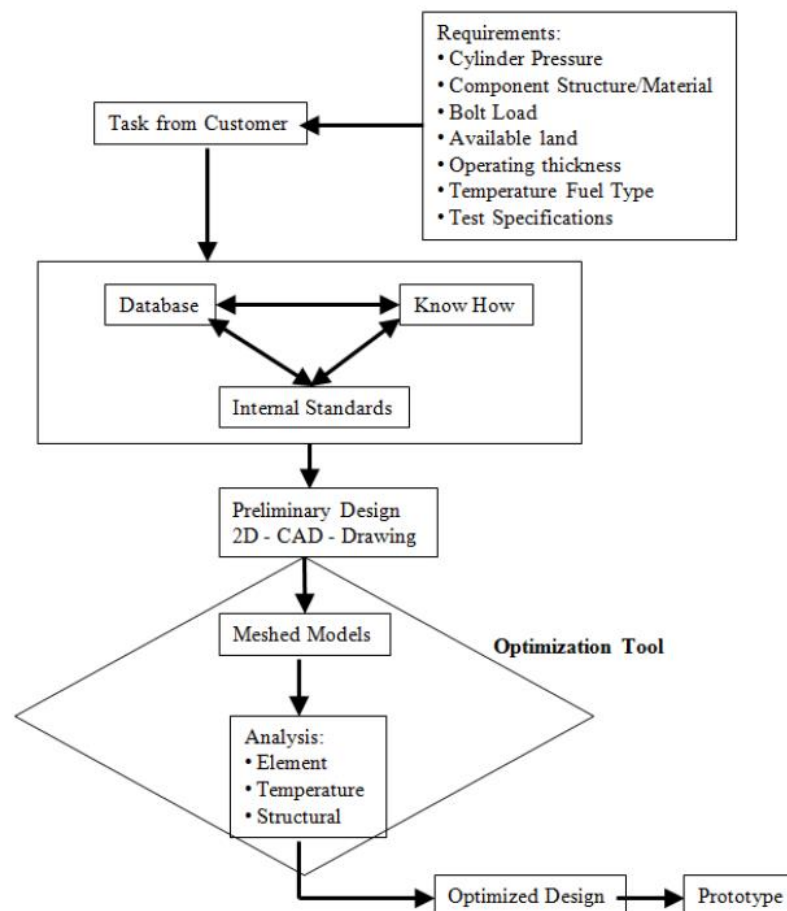 Requirements:
• Cylinder Pressure
• Component Structure/Material
• Bolt Load
• Available land
• Operating thickness
• Temperature Fuel Type
• Test Specifications
Task from Customer
Database
Know How
Internal Standards
Preliminary Design
2D - CAD - Drawing
Meshed Models
Optimization Tool
Analysis:
• Element
• Temperature
• Structural
Optimized Design
Prototype